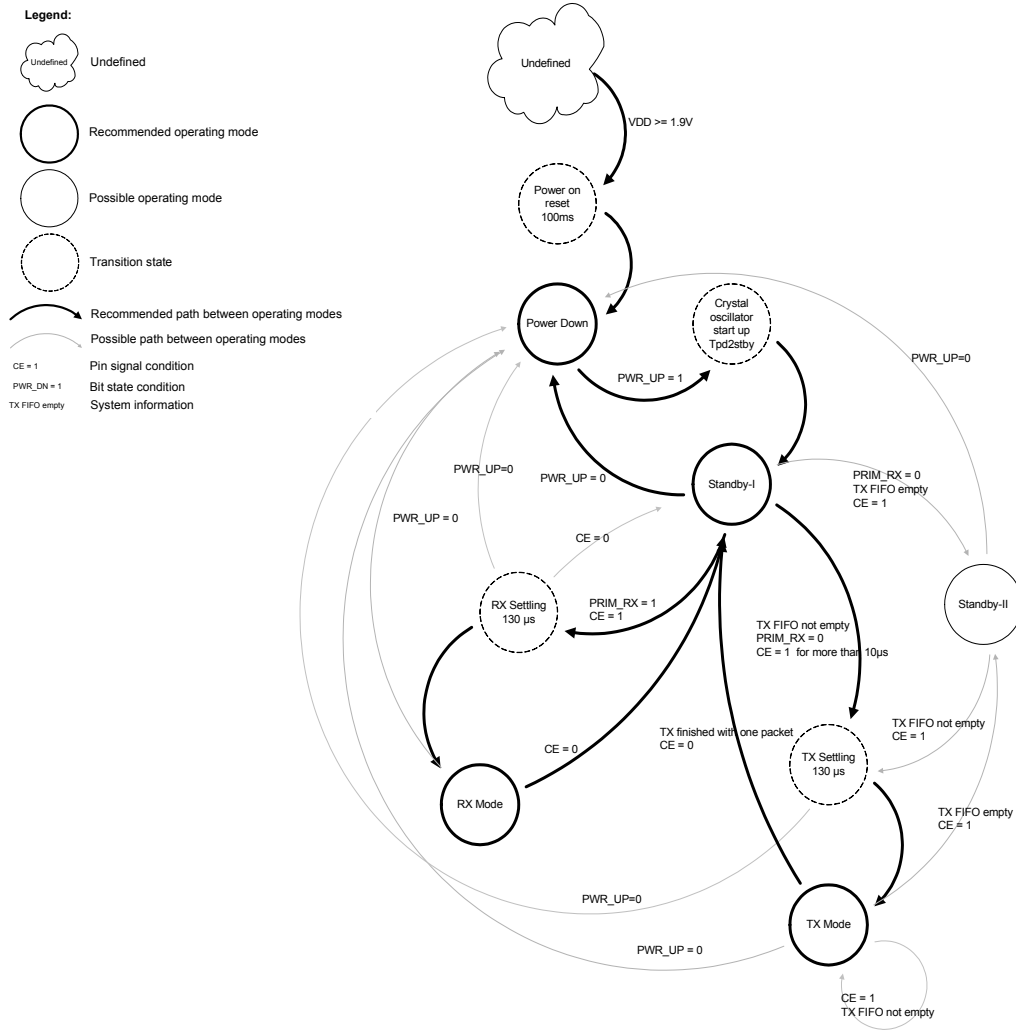 Legend:
Undefined
Undefined
Recommended operating mode
Possible operating mode
Transition state
Recommended path between operating modes
Possible path between operating modes
CE = 1
Pin signal condition
PWR_DN = 1
Bit state condition
TX FIFO empty
System information
Undefined
VDD >= 1.9V
Power on
reset
100ms
Power Down
Crystal
oscillator
start up
Tpd2stby
PWR_UP=0
PWR_UP = 1
PWR_UP=0
PWR_UP = 0
Standby-I
PRIM_RX = 0
TX FIFO empty
CE = 1
PWR_UP = 0
CE = 0
RX Settling
130 µs
PRIM_RX = 1
CE = 1
Standby-II
TX FIFO not empty
PRIM_RX = 0
CE = 1 for more than 10µs
TX FIFO not empty
CE = 1
TX finished with one packet
CE = 0
CE = 0
TX Settling
130 µs
RX Mode
TX FIFO empty
CE = 1
PWR_UP=0
TX Mode
PWR_UP = 0
CE = 1
TX FIFO not empty